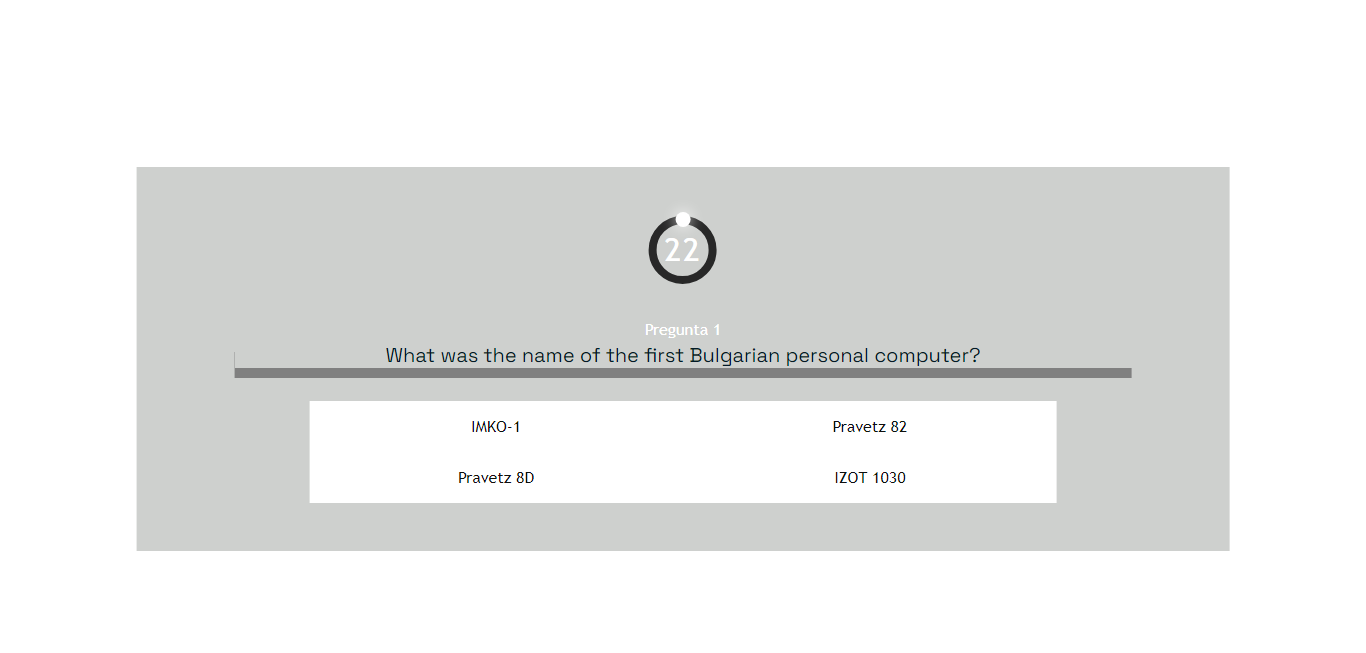 22
Pregunta 1
What was the name of the first Bulgarian personal computer?
IMKO-1
Pravetz 82
Pravetz 8D
IZOT 1030